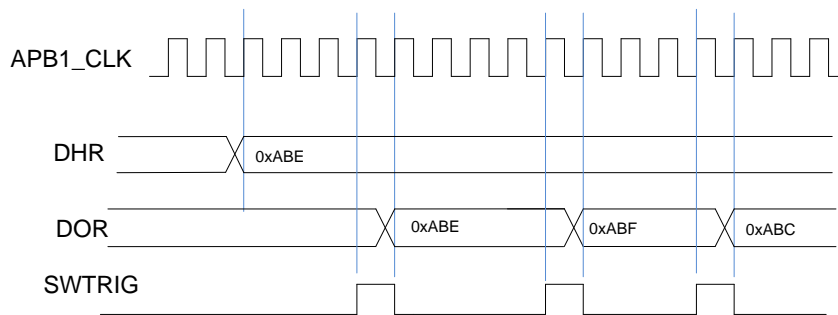 APB1_CLK
DHR
0xABE
DOR
0xABE
0xABF
0xABC
SWTRIG